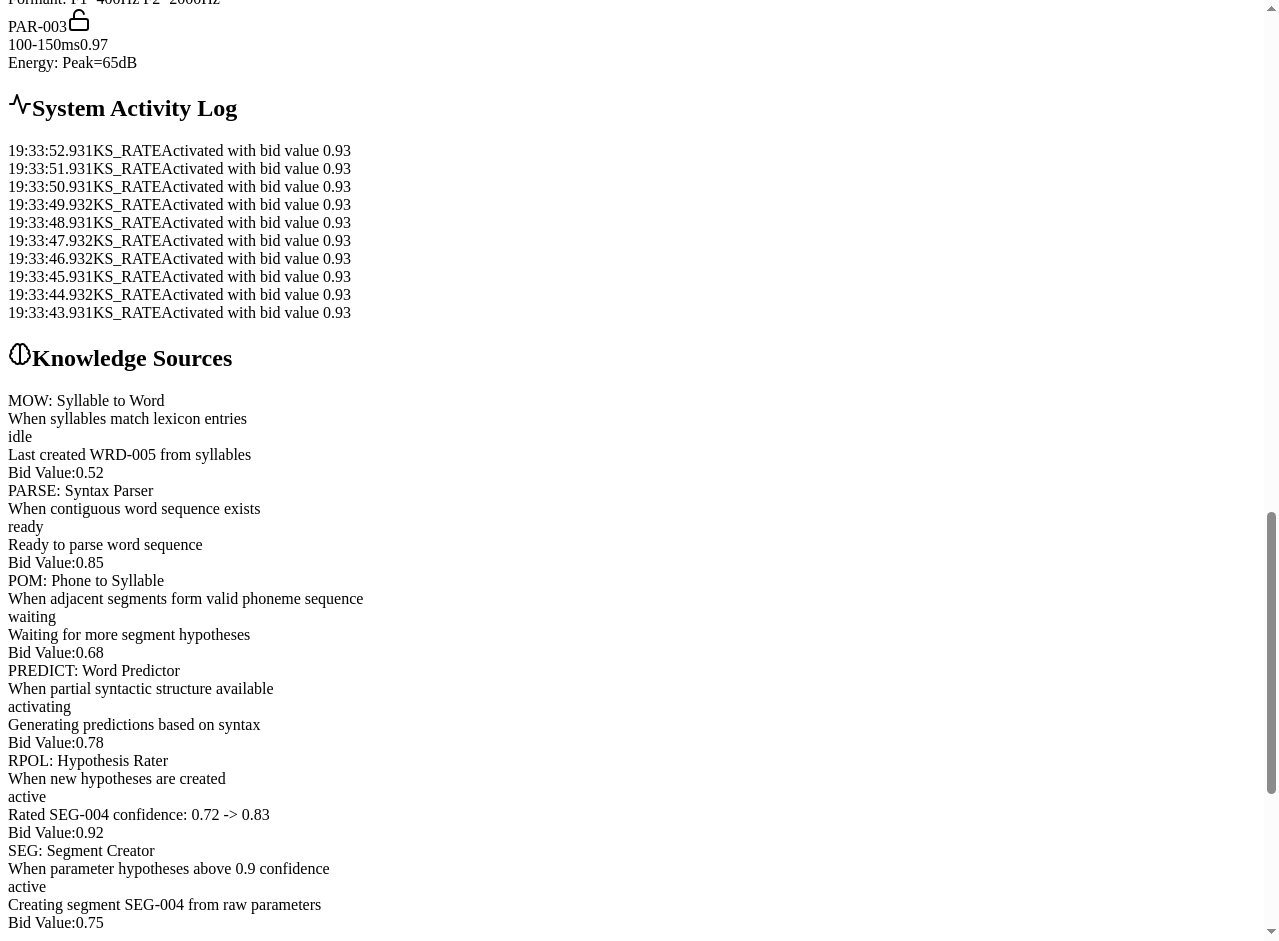 Formant: F1=400Hz F2=2000Hz
PAR-003
100-150ms0.97
Energy: Peak=65dB
System Activity Log
19:33:52.931KS_RATEActivated with bid value 0.93
19:33:51.931KS_RATEActivated with bid value 0.93
19:33:50.931KS_RATEActivated with bid value 0.93
19:33:49.932KS_RATEActivated with bid value 0.93
19:33:48.931KS_RATEActivated with bid value 0.93
19:33:47.932KS_RATEActivated with bid value 0.93
19:33:46.932KS_RATEActivated with bid value 0.93
19:33:45.931KS_RATEActivated with bid value 0.93
19:33:44.932KS_RATEActivated with bid value 0.93
19:33:43.931KS_RATEActivated with bid value 0.93
Knowledge Sources
MOW: Syllable to Word
When syllables match lexicon entries
idle
Last created WRD-005 from syllables
Bid Value:0.52
PARSE: Syntax Parser
When contiguous word sequence exists
ready
Ready to parse word sequence
Bid Value:0.85
POM: Phone to Syllable
When adjacent segments form valid phoneme sequence
waiting
Waiting for more segment hypotheses
Bid Value:0.68
PREDICT: Word Predictor
When partial syntactic structure available
activating
Generating predictions based on syntax
Bid Value:0.78
RPOL: Hypothesis Rater
When new hypotheses are created
active
Rated SEG-004 confidence: 0.72 -> 0.83
Bid Value:0.92
SEG: Segment Creator
When parameter hypotheses above 0.9 confidence
active
Creating segment SEG-004 from raw parameters
Bid Value:0.75